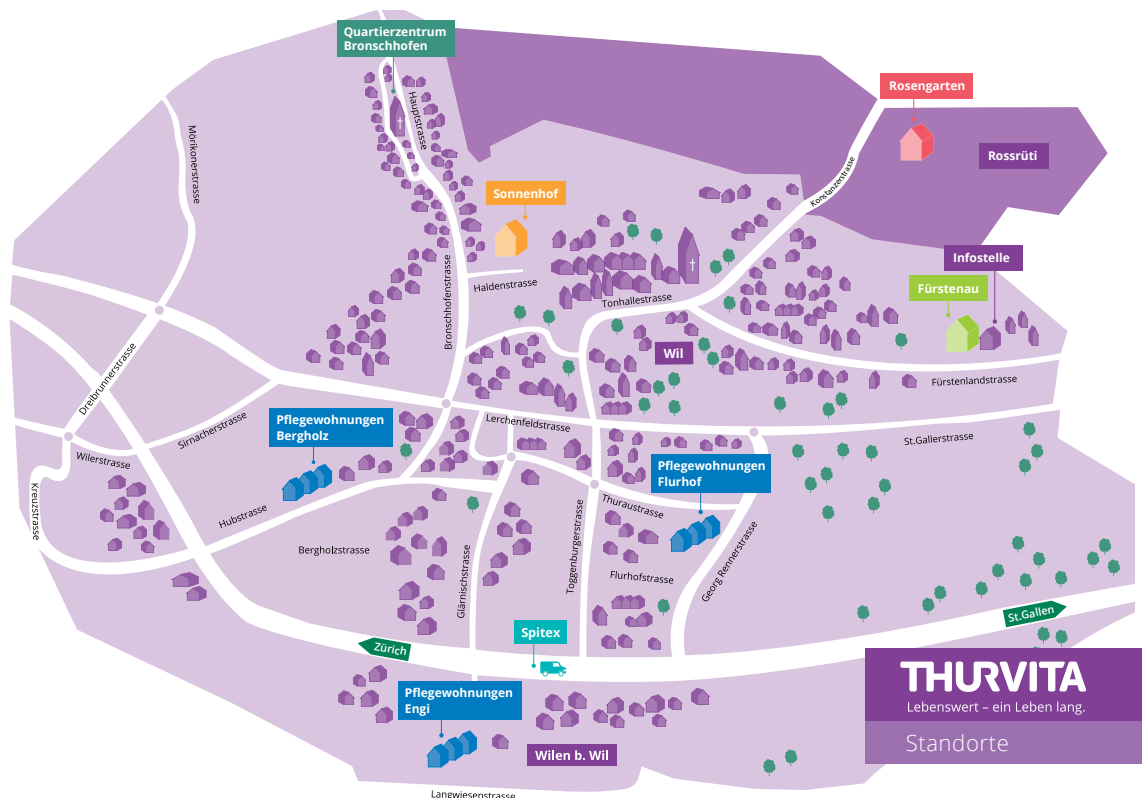 Quartierzentrum
Bronschhofen
Hauptstrasse
Mörikonerstrasse
Rosengarten
Rossrüti
Konstanzerstrasse
Sonnenhof
Infostelle
Fürstenau
Haldenstrasse
Tonhallestrasse
Bronschhofenstrasse
Wil
Fürstenlandstrasse
Dreibrunnerstrasse
Sirnacherstrasse
Wilerstrasse
Kreuzstrasse
Pflegewohnungen
Bergholz
Lerchenfeldstrasse
St.Gallerstrasse
Pflegewohnungen
Flurhof
Hubstrasse
Thuraustrasse
Bergholzstrasse
Glärnischstrasse
Toggenburgerstrasse
Flurhofstrasse
Georg Rennerstrasse
St.Gallen
Zürich
Spitex
Pflegewohnungen
Engi
Wilen b. Wil
Langwiesenstrasse
THURVITA
Lebenswert – ein Leben lang.
Standorte